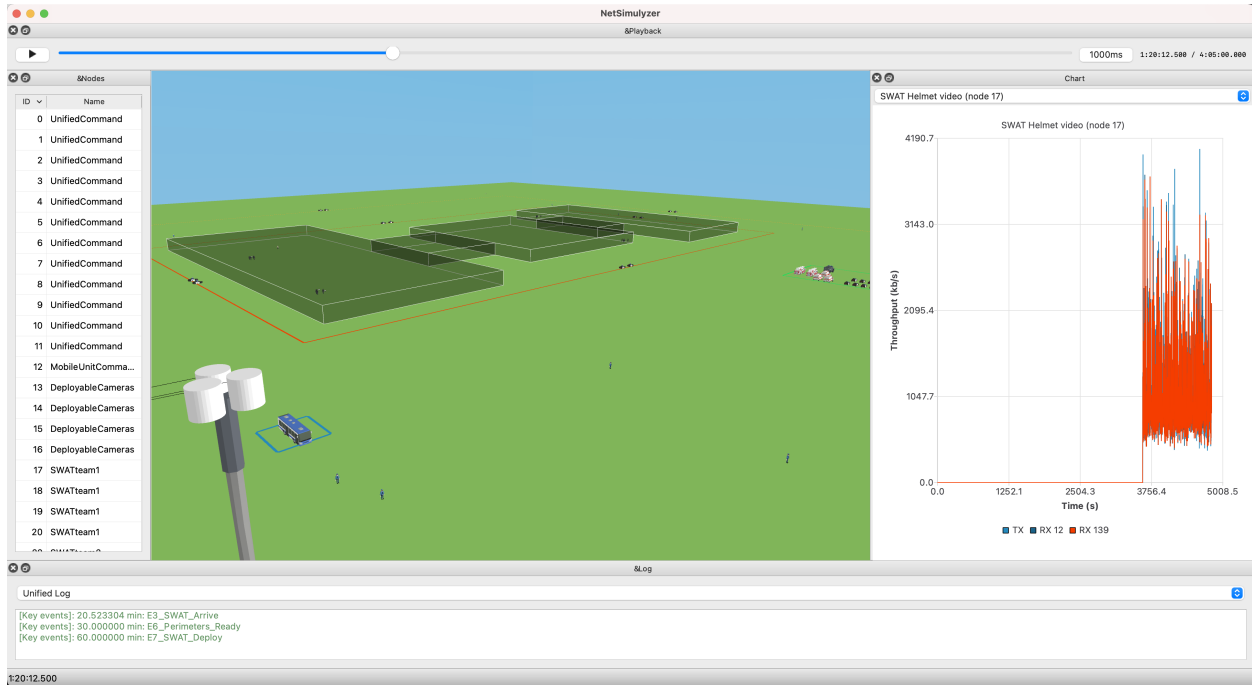 NetSimulyzer
&Playback
1000ms
1:20:12.500 / 4:05:00.000
&Nodes
ID Name
0 UnifiedCommand
1 UnifiedCommand
2 UnifiedCommand
3 UnifiedCommand
4 UnifiedCommand
5 UnifiedCommand
6 UnifiedCommand
7 UnifiedCommand
8 UnifiedCommand
9 UnifiedCommand
10 UnifiedCommand
11 UnifiedCommand
12 MobileUnitComma...
13 DeployableCameras
14 DeployableCameras
15 DeployableCameras
16 DeployableCameras
17 SWATteam1
18 SWATteam1
19 SWATteam1
20 SWATteam1
Chart
SWAT Helmet video (node 17)
SWAT Helmet video (node 17)
4190.7
3143.0
2095.4
1047.7
0.0
Throughput (kb/s)
0.0 1252.1 2504.3 3756.4 5008.5
Time (s)
TX RX 12 RX 139
&Log
Unified Log
[Key events]: 20.523304 min: E3_SWAT_Arrive
[Key events]: 30.000000 min: E6_Perimeters_Ready
[Key events]: 60.000000 min: E7_SWAT_Deploy
1:20:12.500